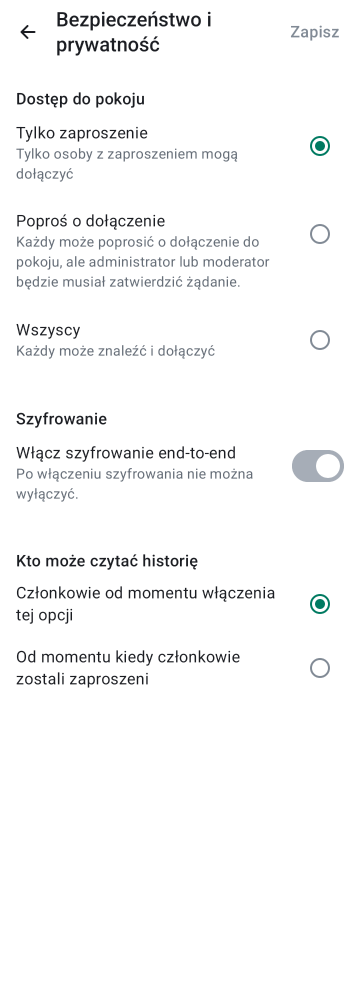 Bezpieczeństwo i
prywatność
Zapisz
Dostęp do pokoju
Tylko zaproszenie
Tylko osoby z zaproszeniem mogą
dołączyć
Poproś o dołączenie
Każdy może poprosić o dołączenie do
pokoju, ale administrator lub moderator
będzie musiał zatwierdzić żądanie.
Wszyscy
Każdy może znaleźć i dołączyć
Szyfrowanie
Włącz szyfrowanie end-to-end
Po włączeniu szyfrowania nie można
wyłączyć.
Kto może czytać historię
Członkowie od momentu włączenia
tej opcji
Od momentu kiedy członkowie
zostali zaproszeni